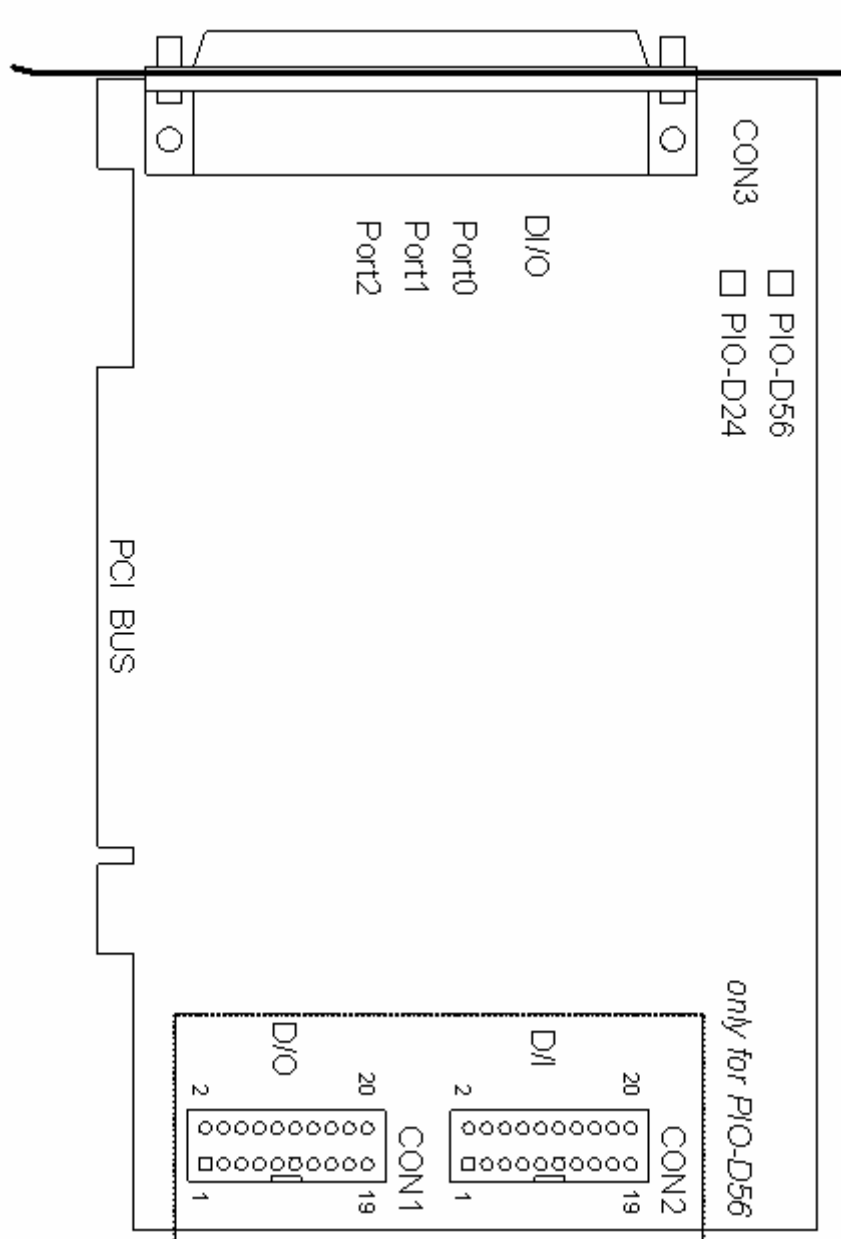 CON3
PIO-D56
PIO-D24
DI/O
Port0
Port1
Port2
PCI BUS
only for PIO-D56
D/I
2
20
CON2
1
19
D/O
2
20
CON1
1
19